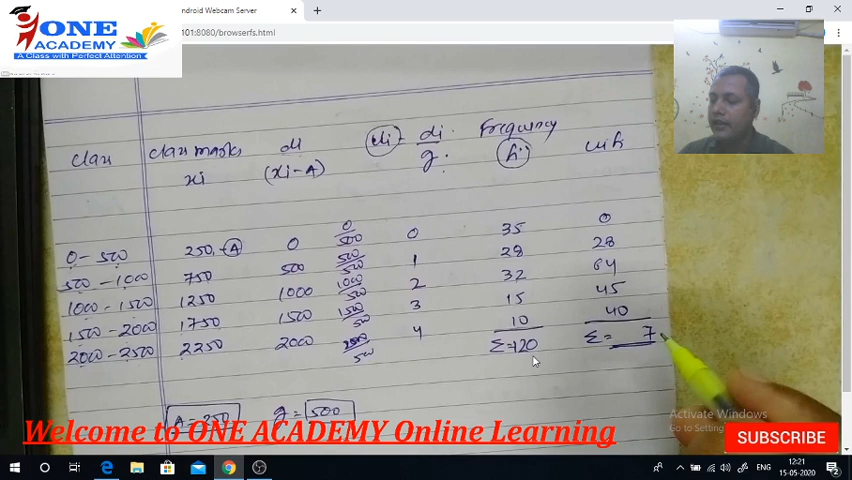 ndroid Webcam Server
101:8080/browserfs.html
ONE
ACADEMY
A Class with Perfect Attention
class class marks di ui = di/g Frequency uifi
xi (xi-A) fi
0-500 250-A 0 0/500 0 35 0
500-1000 750 500 500/500 1 28 28
1000-1500 1250 1000 1000/500 2 32 64
1500-2000 1750 1500 1500/500 3 15 45
2000-2500 2250 2000 4 10 40
Σ=120 Σ= 7
A=250 g=500
Welcome to ONE ACADEMY Online Learning
Activate Windows
Go to Setting
SUBSCRIBE
ENG
12:21
15-05-2020